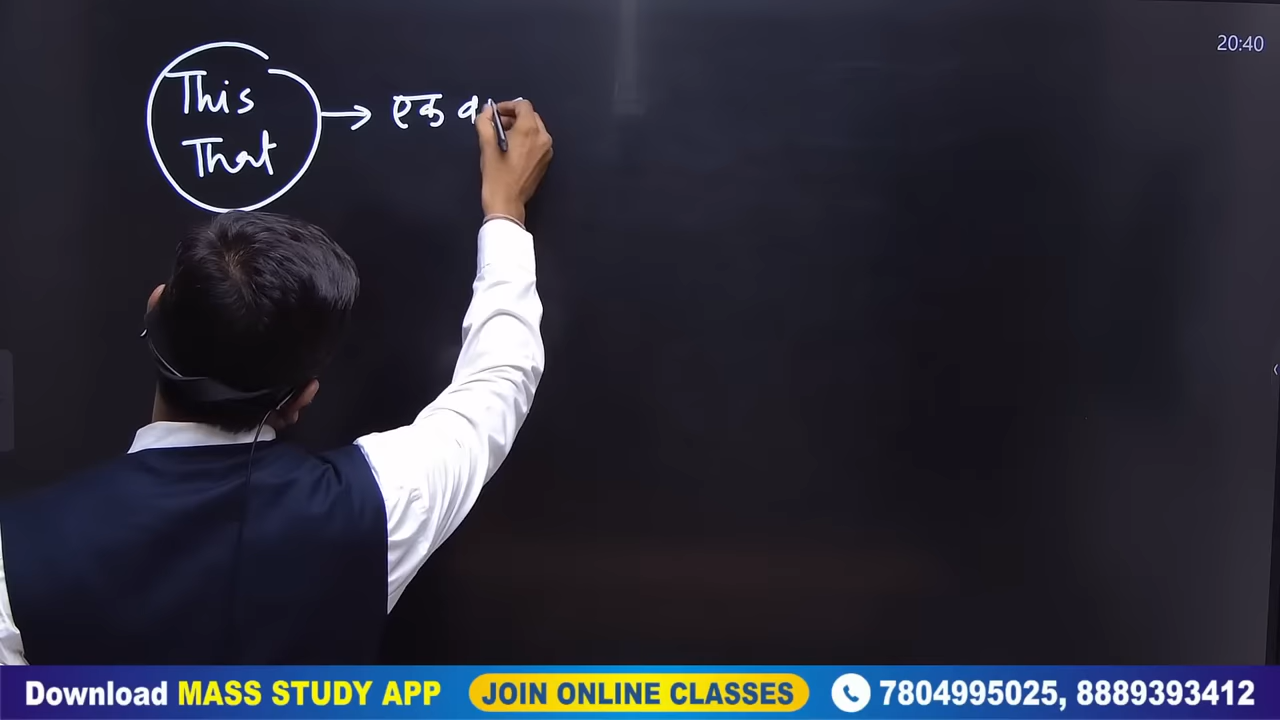 20:40
This
That
एक
Download MASS STUDY APP JOIN ONLINE CLASSES 7804995025, 8889393412